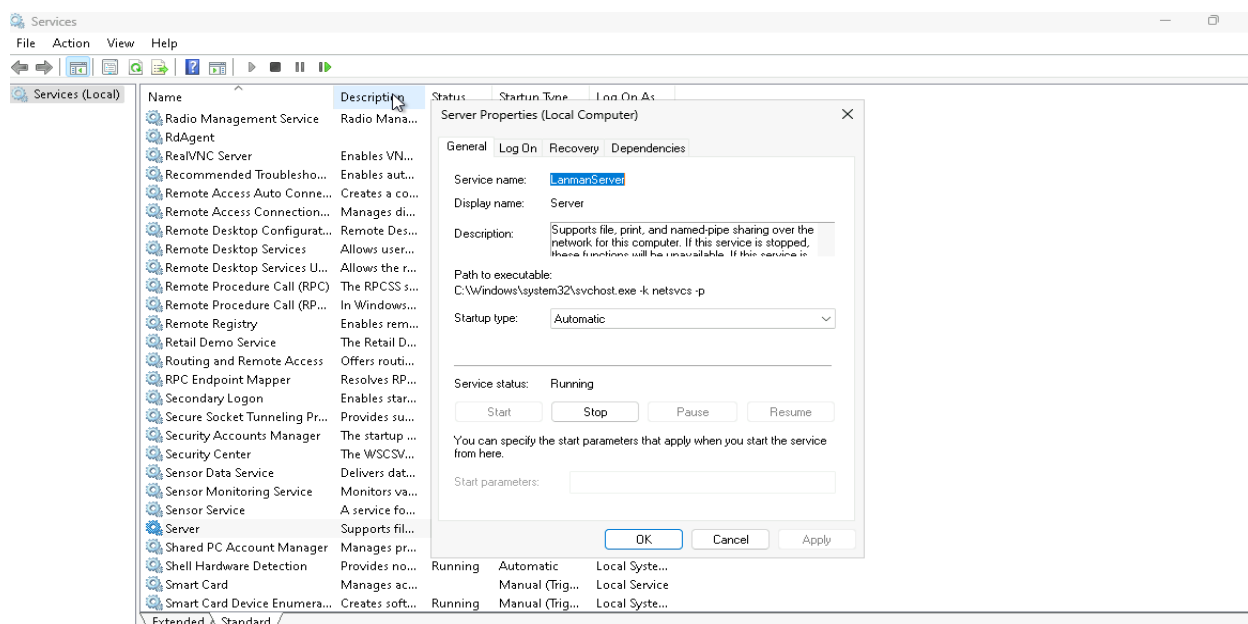 Services
File Action View Help
Services (Local)
Name Description Status Startup Type Log On As
Radio Management Service Radio Mana...
RdAgent
RealVNC Server Enables VN...
Recommended Troublesho... Enables aut...
Remote Access Auto Conne... Creates a co...
Remote Access Connection... Manages di...
Remote Desktop Configurat... Remote Des...
Remote Desktop Services Allows user...
Remote Desktop Services U... Allows the r...
Remote Procedure Call (RPC) The RPCSS s...
Remote Procedure Call (RP... In Windows...
Remote Registry Enables rem...
Retail Demo Service The Retail D...
Routing and Remote Access Offers routi...
RPC Endpoint Mapper Resolves RP...
Secondary Logon Enables star...
Secure Socket Tunneling Pr... Provides su...
Security Accounts Manager The startup ...
Security Center The WSCSV...
Sensor Data Service Delivers dat...
Sensor Monitoring Service Monitors va...
Sensor Service A service fo...
Server Supports fil...
Shared PC Account Manager Manages pr...
Shell Hardware Detection Provides no... Running Automatic Local Syste...
Smart Card Manages ac... Manual (Trig... Local Service
Smart Card Device Enumera... Creates soft... Running Manual (Trig... Local Syste...
Extended Standard
Server Properties (Local Computer)
General Log On Recovery Dependencies
Service name: LanmanServer
Display name: Server
Description: Supports file, print, and named-pipe sharing over the
network for this computer. If this service is stopped,
these functions will be unavailable. If this service is
Path to executable:
C:\Windows\system32\svchost.exe -k netsvcs -p
Startup type: Automatic
Service status: Running
Start Stop Pause Resume
You can specify the start parameters that apply when you start the service
from here.
Start parameters:
OK Cancel Apply